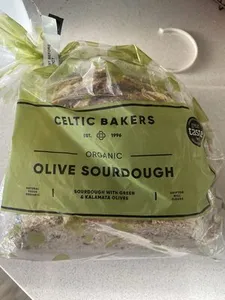 CELTIC BAKERS
EST. 1996
ORGANIC
OLIVE SOURDOUGH
SOURDOUGH WITH GREEN
& KALAMATA OLIVES